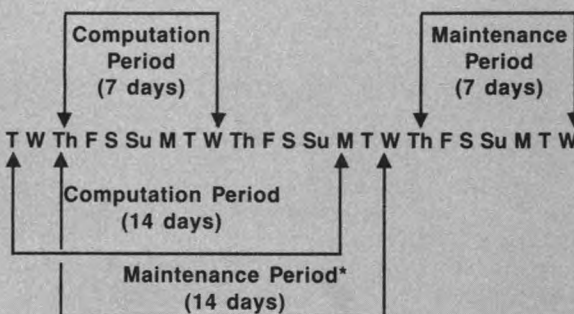 Computation
Period
(7 days)
Maintenance
Period
(7 days)
T W Th F S Su M T W Th F S Su M T W Th F S Su M T W
Computation Period
(14 days)
Maintenance Period*
(14 days)